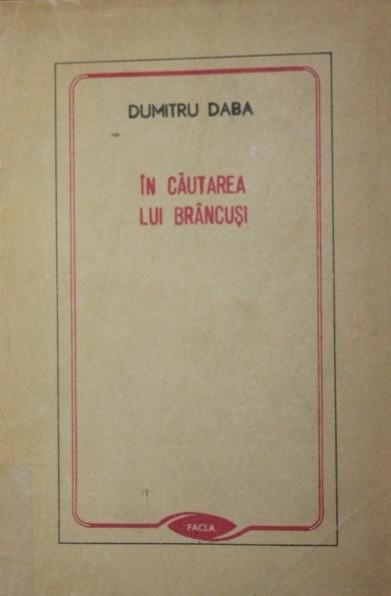 DUMITRU DABA
ÎN CĂUTAREA
LUI BRÂNCUȘI
FACLA